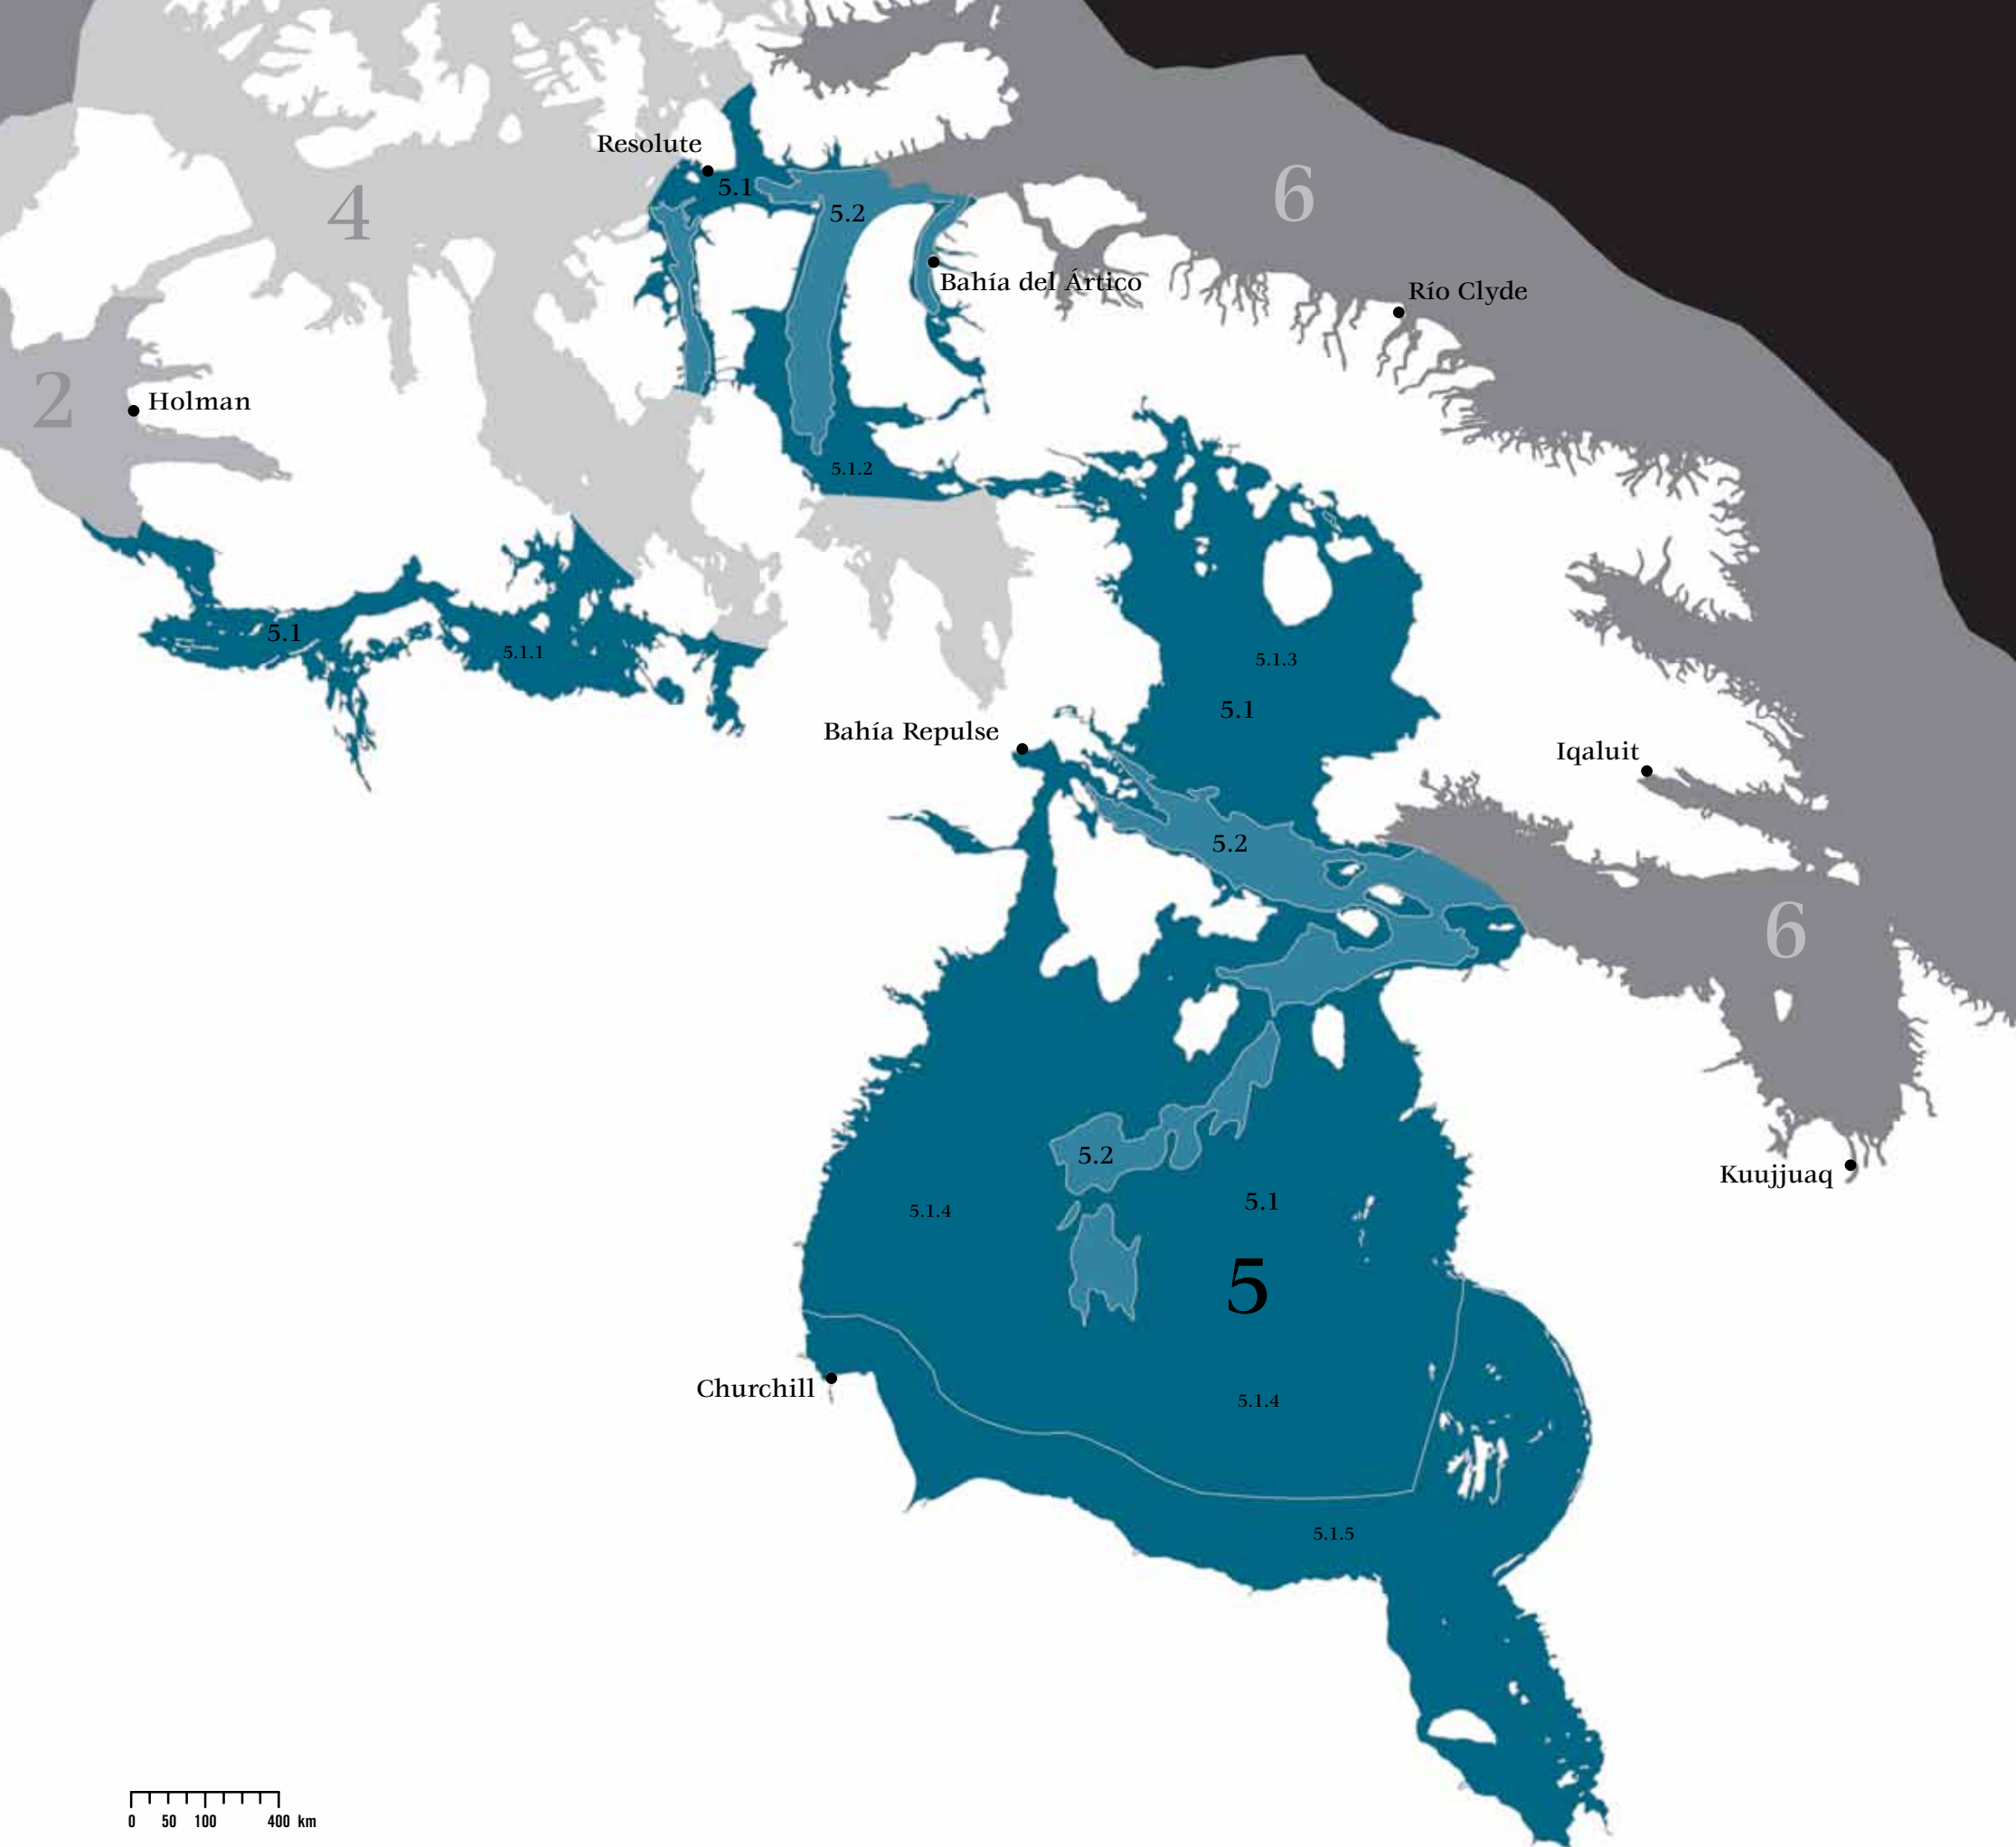 Resolute
5.1
6
4
5.2
Bahía del Ártico
Río Clyde
2
Holman
5.1.2
5.1
5.1.1
5.1.3
5.1
Bahía Repulse
Iqaluit
5.2
6
5.2
Kuujjuaq
5.1
5.1.4
5
Churchill
5.1.4
5.1.5
0 50 100 400 km